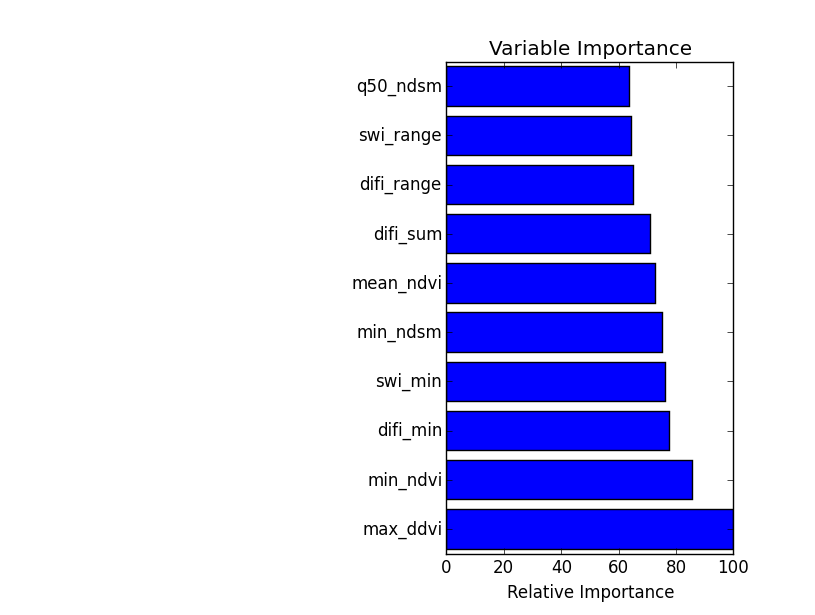 Variable Importance
q50_ndsm
swi_range
difi_range
difi_sum
mean_ndvi
min_ndsm
swi_min
difi_min
min_ndvi
max_ddvi
0 20 40 60 80 100
Relative Importance